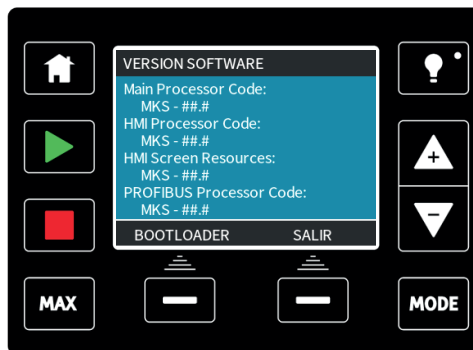 VERSION SOFTWARE
Main Processor Code:
MKS - ##.#
HMI Processor Code:
MKS - ##.#
HMI Screen Resources:
MKS - ##.#
PROFIBUS Processor Code:
MKS - ##.#
BOOTLOADER SALIR
MAX
MODE